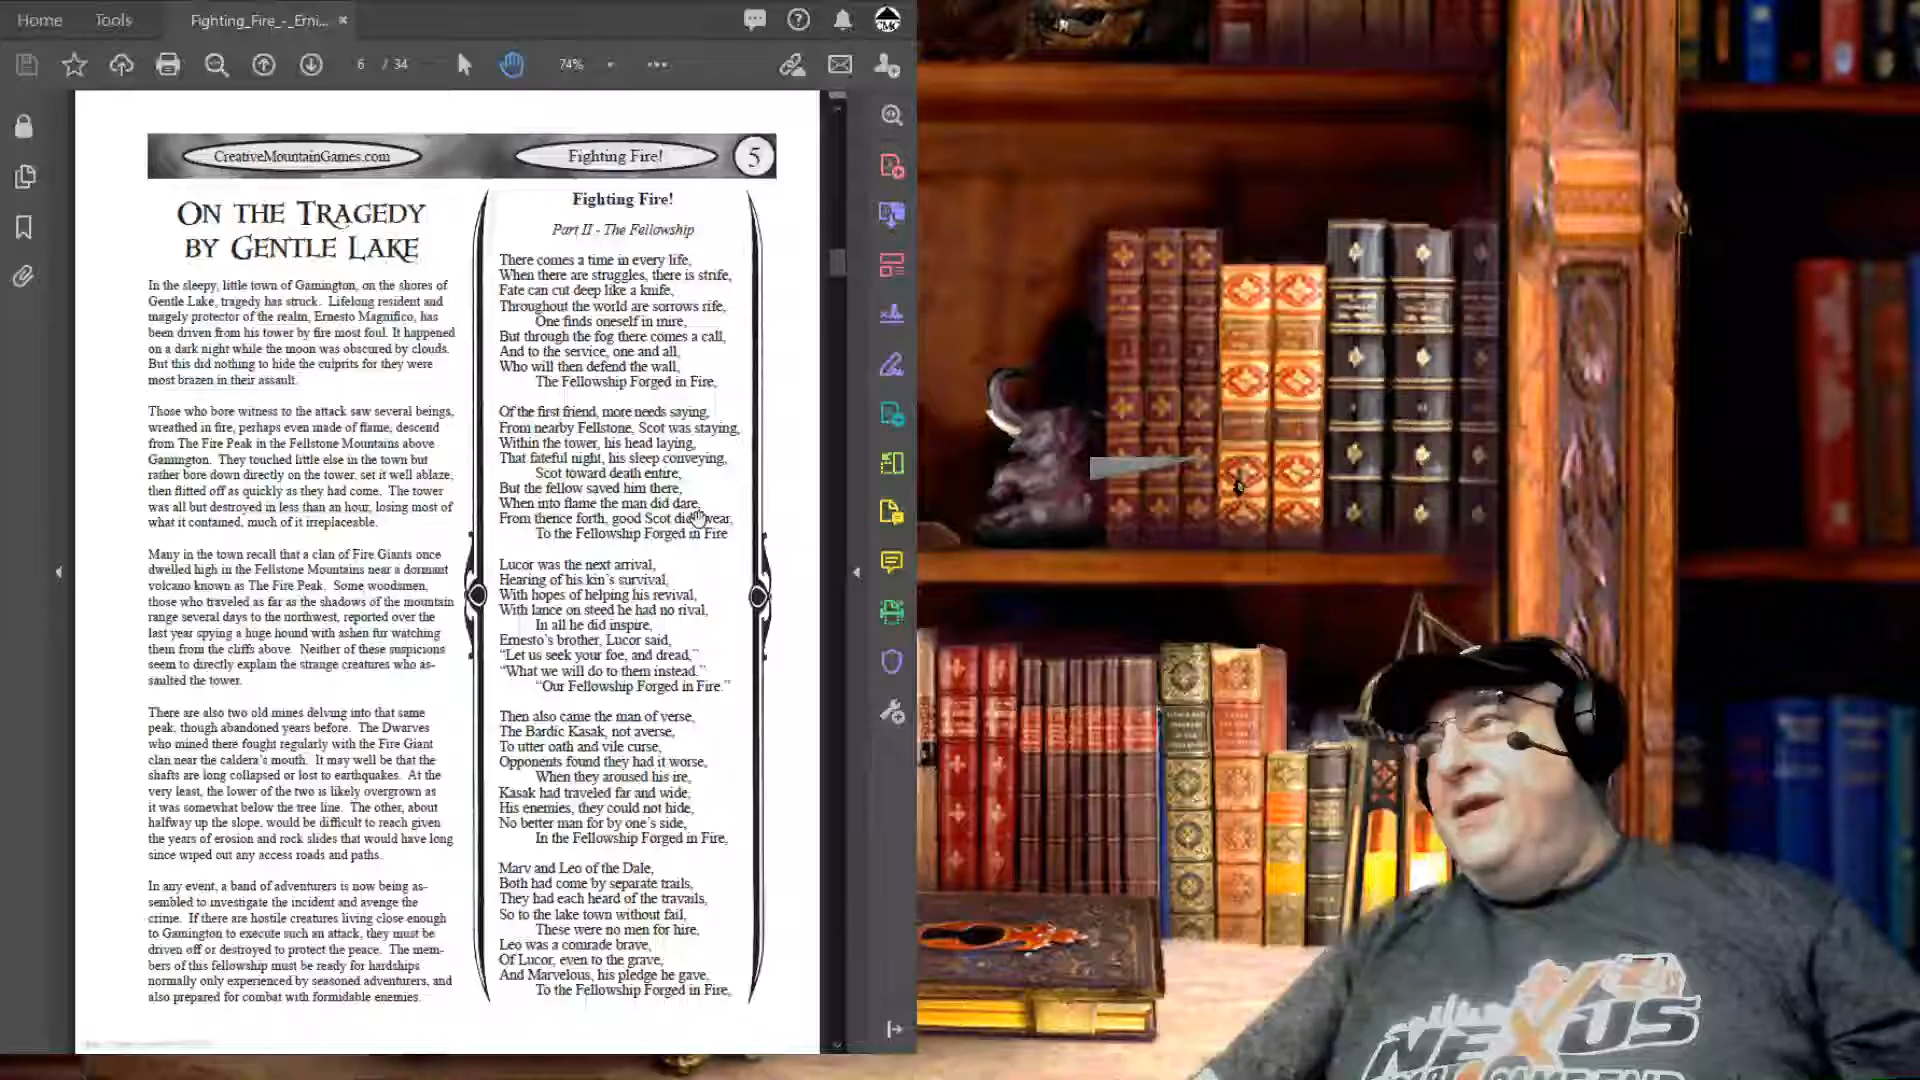 Home
Tools
Fighting_Fire_-_Erni...
CMG
6 / 34
74%
CreativeMountainGames.com
Fighting Fire!
5
ON THE TRAGEDY
BY GENTLE LAKE
In the sleepy, little town of Gamington, on the shores of
Gentle Lake, tragedy has struck. Lifelong resident and
magely protector of the realm, Ernesto Magnifico, has
been driven from his tower by fire most foul. It happened
on a dark night while the moon was obscured by clouds.
But this did nothing to hide the culprits for they were
most brazen in their assault.
Those who bore witness to the attack saw several beings,
wreathed in fire, perhaps even made of flame, descend
from The Fire Peak in the Fellstone Mountains above
Gamington. They touched little else in the town but
rather bore down directly on the tower, set it well ablaze,
then flitted off as quickly as they had come. The tower
was all but destroyed in less than an hour, losing most of
what it contained, much of it irreplaceable.
Many in the town recall that a clan of Fire Giants once
dwelled high in the Fellstone Mountains near a dormant
volcano known as The Fire Peak. Some woodsmen,
those who traveled as far as the shadows of the mountain
range several days to the northwest, reported over the
last year spying a huge hound with ashen fur watching
them from the cliffs above. Neither of these suspicions
seem to directly explain the strange creatures who as-
saulted the tower.
There are also two old mines delving into that same
peak, though abandoned years before. The Dwarves
who mined there fought regularly with the Fire Giant
clan near the caldera's mouth. It may well be that the
shafts are long collapsed or lost to earthquakes. At the
very least, the lower of the two is likely overgrown as
it was somewhat below the tree line. The other, about
halfway up the slope, would be difficult to reach given
the years of erosion and rock slides that would have long
since wiped out any access roads and paths.
In any event, a band of adventurers is now being as-
sembled to investigate the incident and avenge the
crime. If there are hostile creatures living close enough
to Gamington to execute such an attack, they must be
driven off or destroyed to protect the peace. The mem-
bers of this fellowship must be ready for hardships
normally only experienced by seasoned adventurers, and
also prepared for combat with formidable enemies.
Fighting Fire!
Part II - The Fellowship
There comes a time in every life,
When there are struggles, there is strife,
Fate can cut deep like a knife,
Throughout the world are sorrows rife,
One finds oneself in mire,
But through the fog there comes a call,
And to the service, one and all,
Who will then defend the wall,
The Fellowship Forged in Fire,
Of the first friend, more needs saying,
From nearby Fellstone, Scot was staying,
Within the tower, his head laying,
That fateful night, his sleep conveying,
Scot toward death entire,
But the fellow saved him there,
When into flame the man did dare,
From thence forth, good Scot did swear,
To the Fellowship Forged in Fire
Lucor was the next arrival,
Hearing of his kin's survival,
With hopes of helping his revival,
With lance on steed he had no rival,
In all he did inspire,
Ernesto's brother, Lucor said,
"Let us seek your foe, and dread,"
"What we will do to them instead."
"Our Fellowship Forged in Fire."
Then also came the man of verse,
The Bardic Kasak, not averse,
To utter oath and vile curse,
Opponents found they had it worse,
When they aroused his ire,
Kasak had traveled far and wide,
His enemies, they could not hide,
No better man for by one's side,
In the Fellowship Forged in Fire,
Marv and Leo of the Dale,
Both had come by separate trails,
They had each heard of the travails,
So to the lake town without fail,
These were no men for hire,
Leo was a comrade brave,
Of Lucor, even to the grave,
And Marvelous, his pledge he gave,
To the Fellowship Forged in Fire,
NEXUS